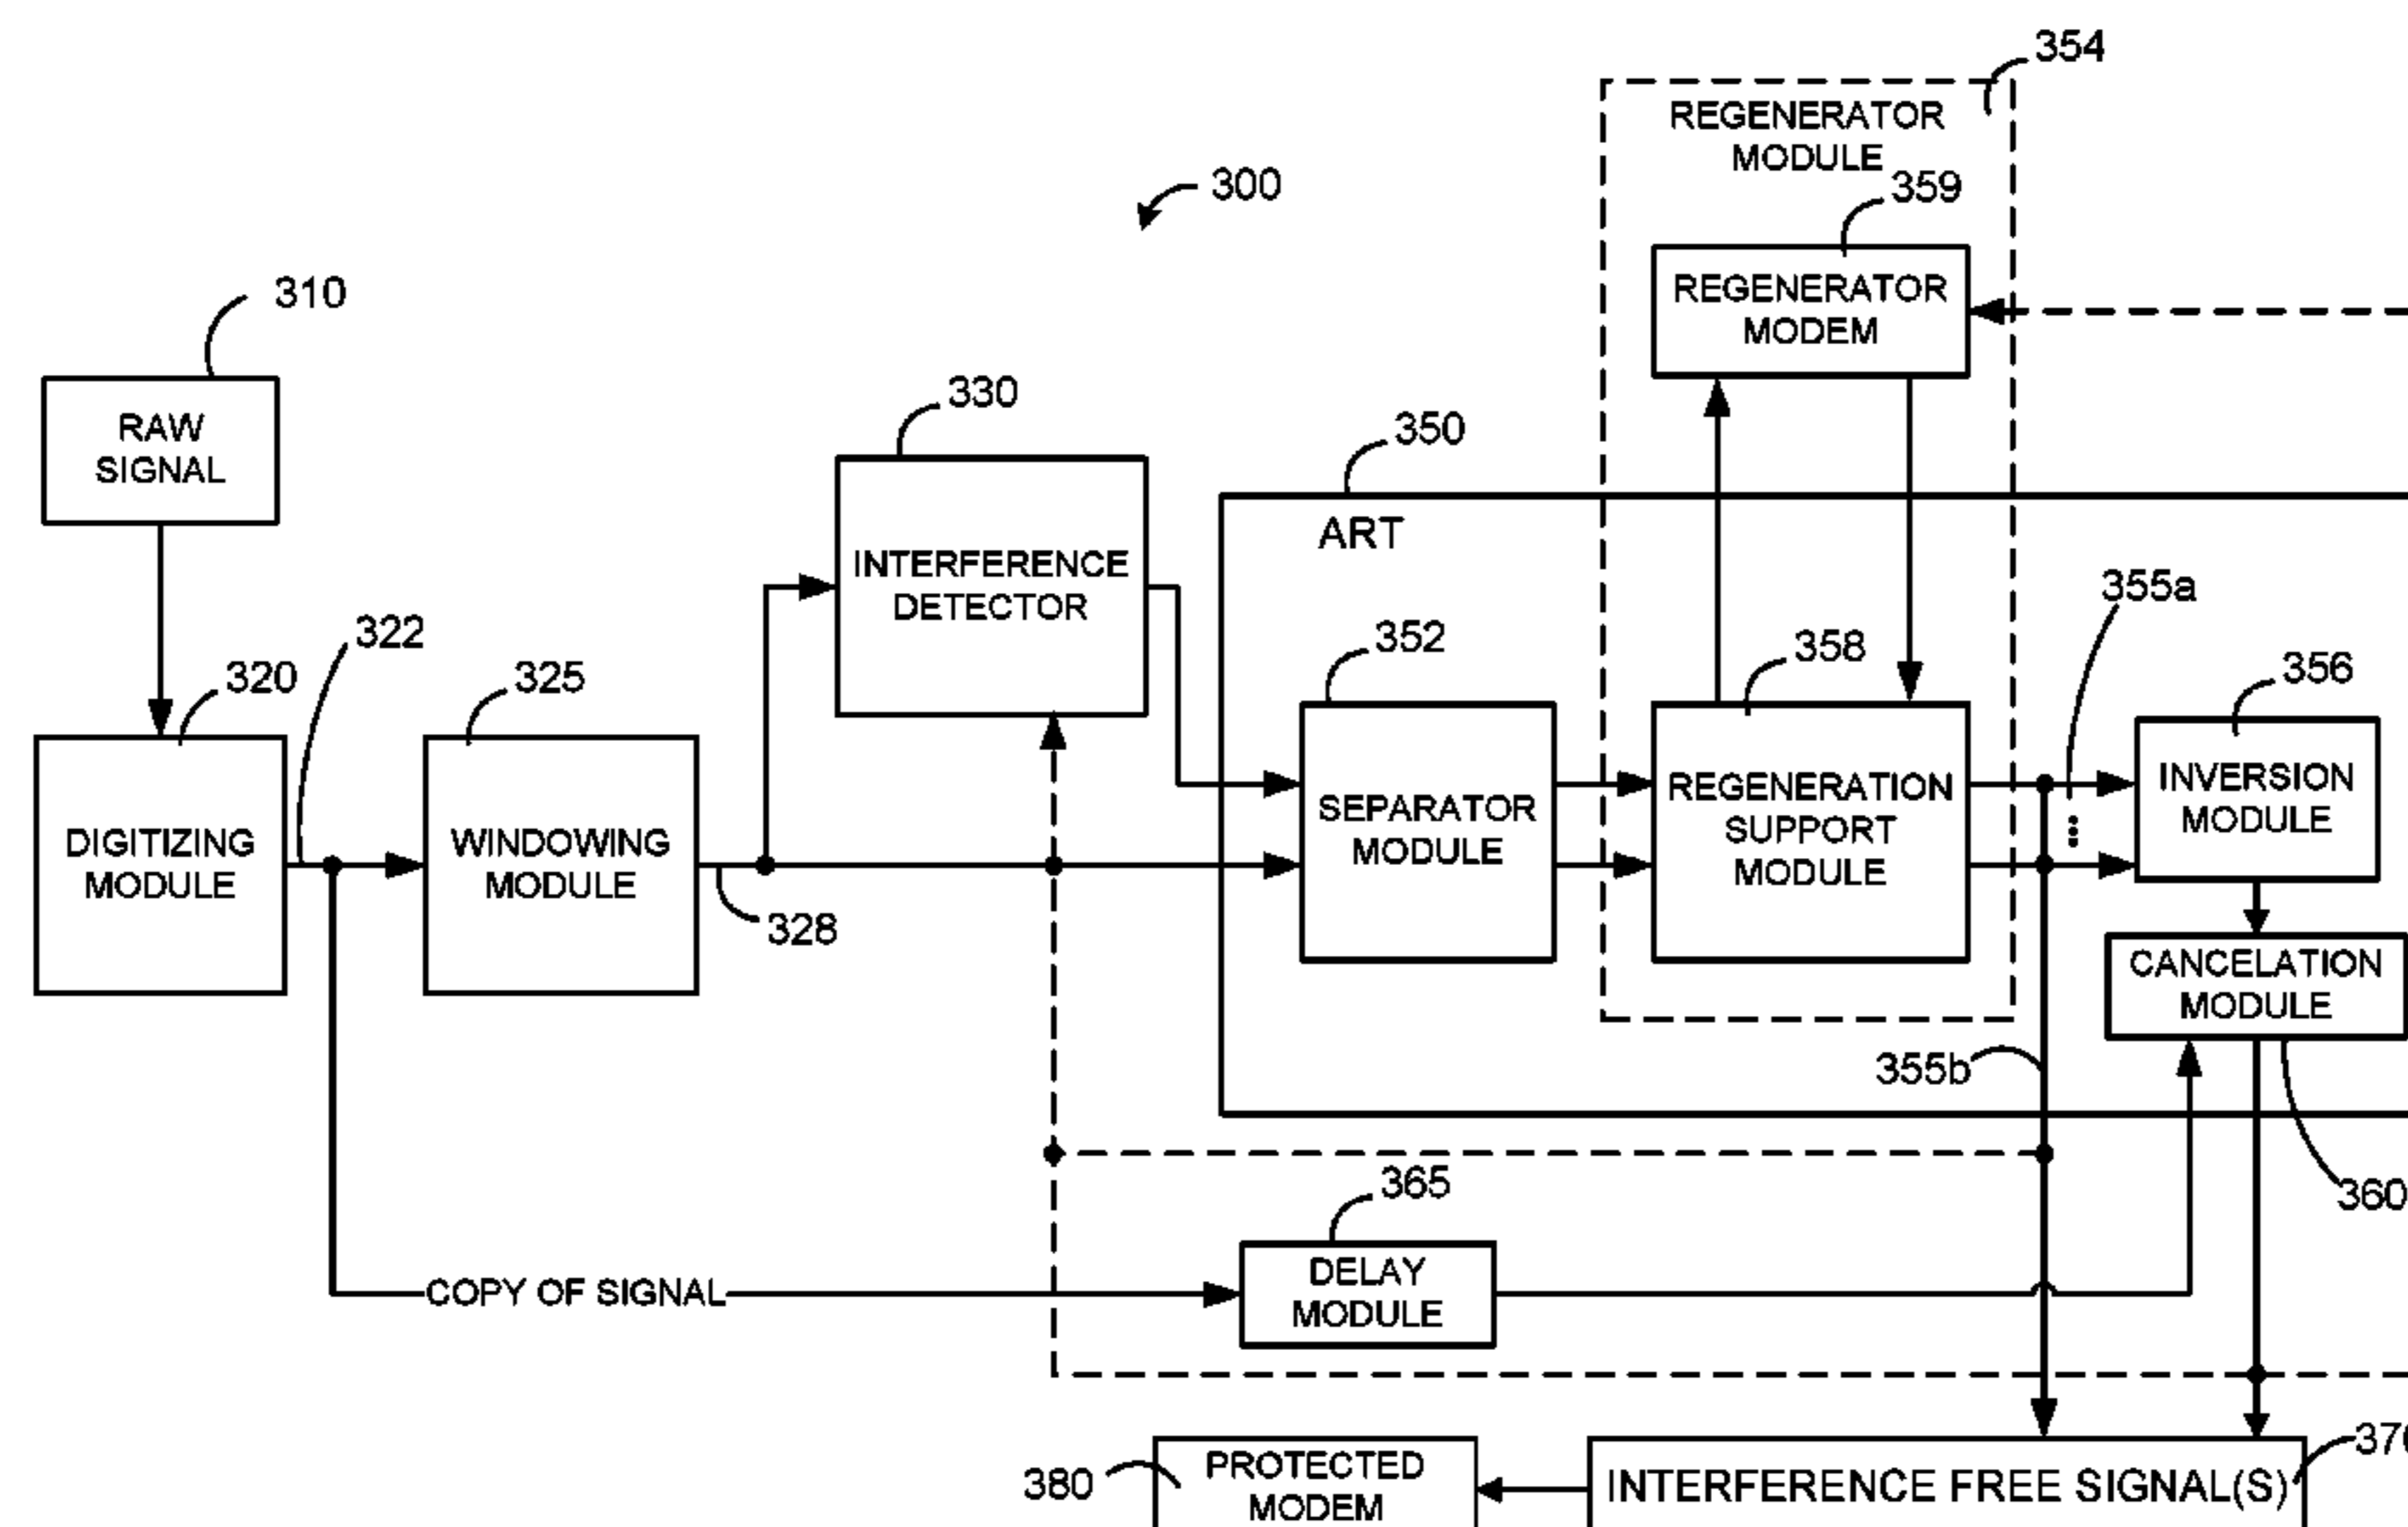 354
REGENERATOR
MODULE
300
359
310
REGENERATOR
MODEM
RAW
SIGNAL
330
350
ART
INTERFERENCE
DETECTOR
355a
322
352
358
320
325
356
DIGITIZING
MODULE
WINDOWING
MODULE
SEPARATOR
MODULE
REGENERATION
SUPPORT
MODULE
INVERSION
MODULE
328
CANCELATION
MODULE
355b
365
360
COPY OF SIGNAL
DELAY
MODULE
380
PROTECTED
MODEM
INTERFERENCE FREE SIGNAL(S)